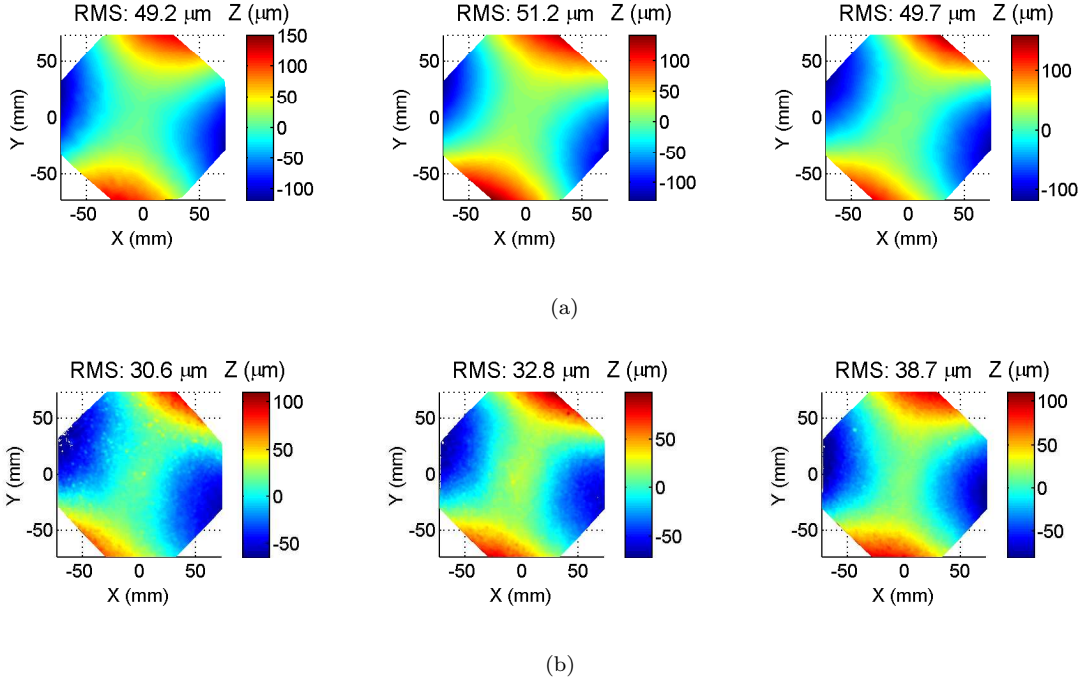 RMS: 49.2 μm Z (μm)
150
100
50
0
-50
-100
50
0
-50
Y (mm)
-50 0 50
X (mm)
RMS: 51.2 μm Z (μm)
100
50
0
-50
-100
50
0
-50
Y (mm)
-50 0 50
X (mm)
RMS: 49.7 μm Z (μm)
100
0
-100
50
0
-50
Y (mm)
-50 0 50
X (mm)
(a)
RMS: 30.6 μm Z (μm)
100
50
0
-50
50
0
-50
Y (mm)
-50 0 50
X (mm)
RMS: 32.8 μm Z (μm)
50
0
-50
50
0
-50
Y (mm)
-50 0 50
X (mm)
RMS: 38.7 μm Z (μm)
100
50
0
-50
50
0
-50
Y (mm)
-50 0 50
X (mm)
(b)